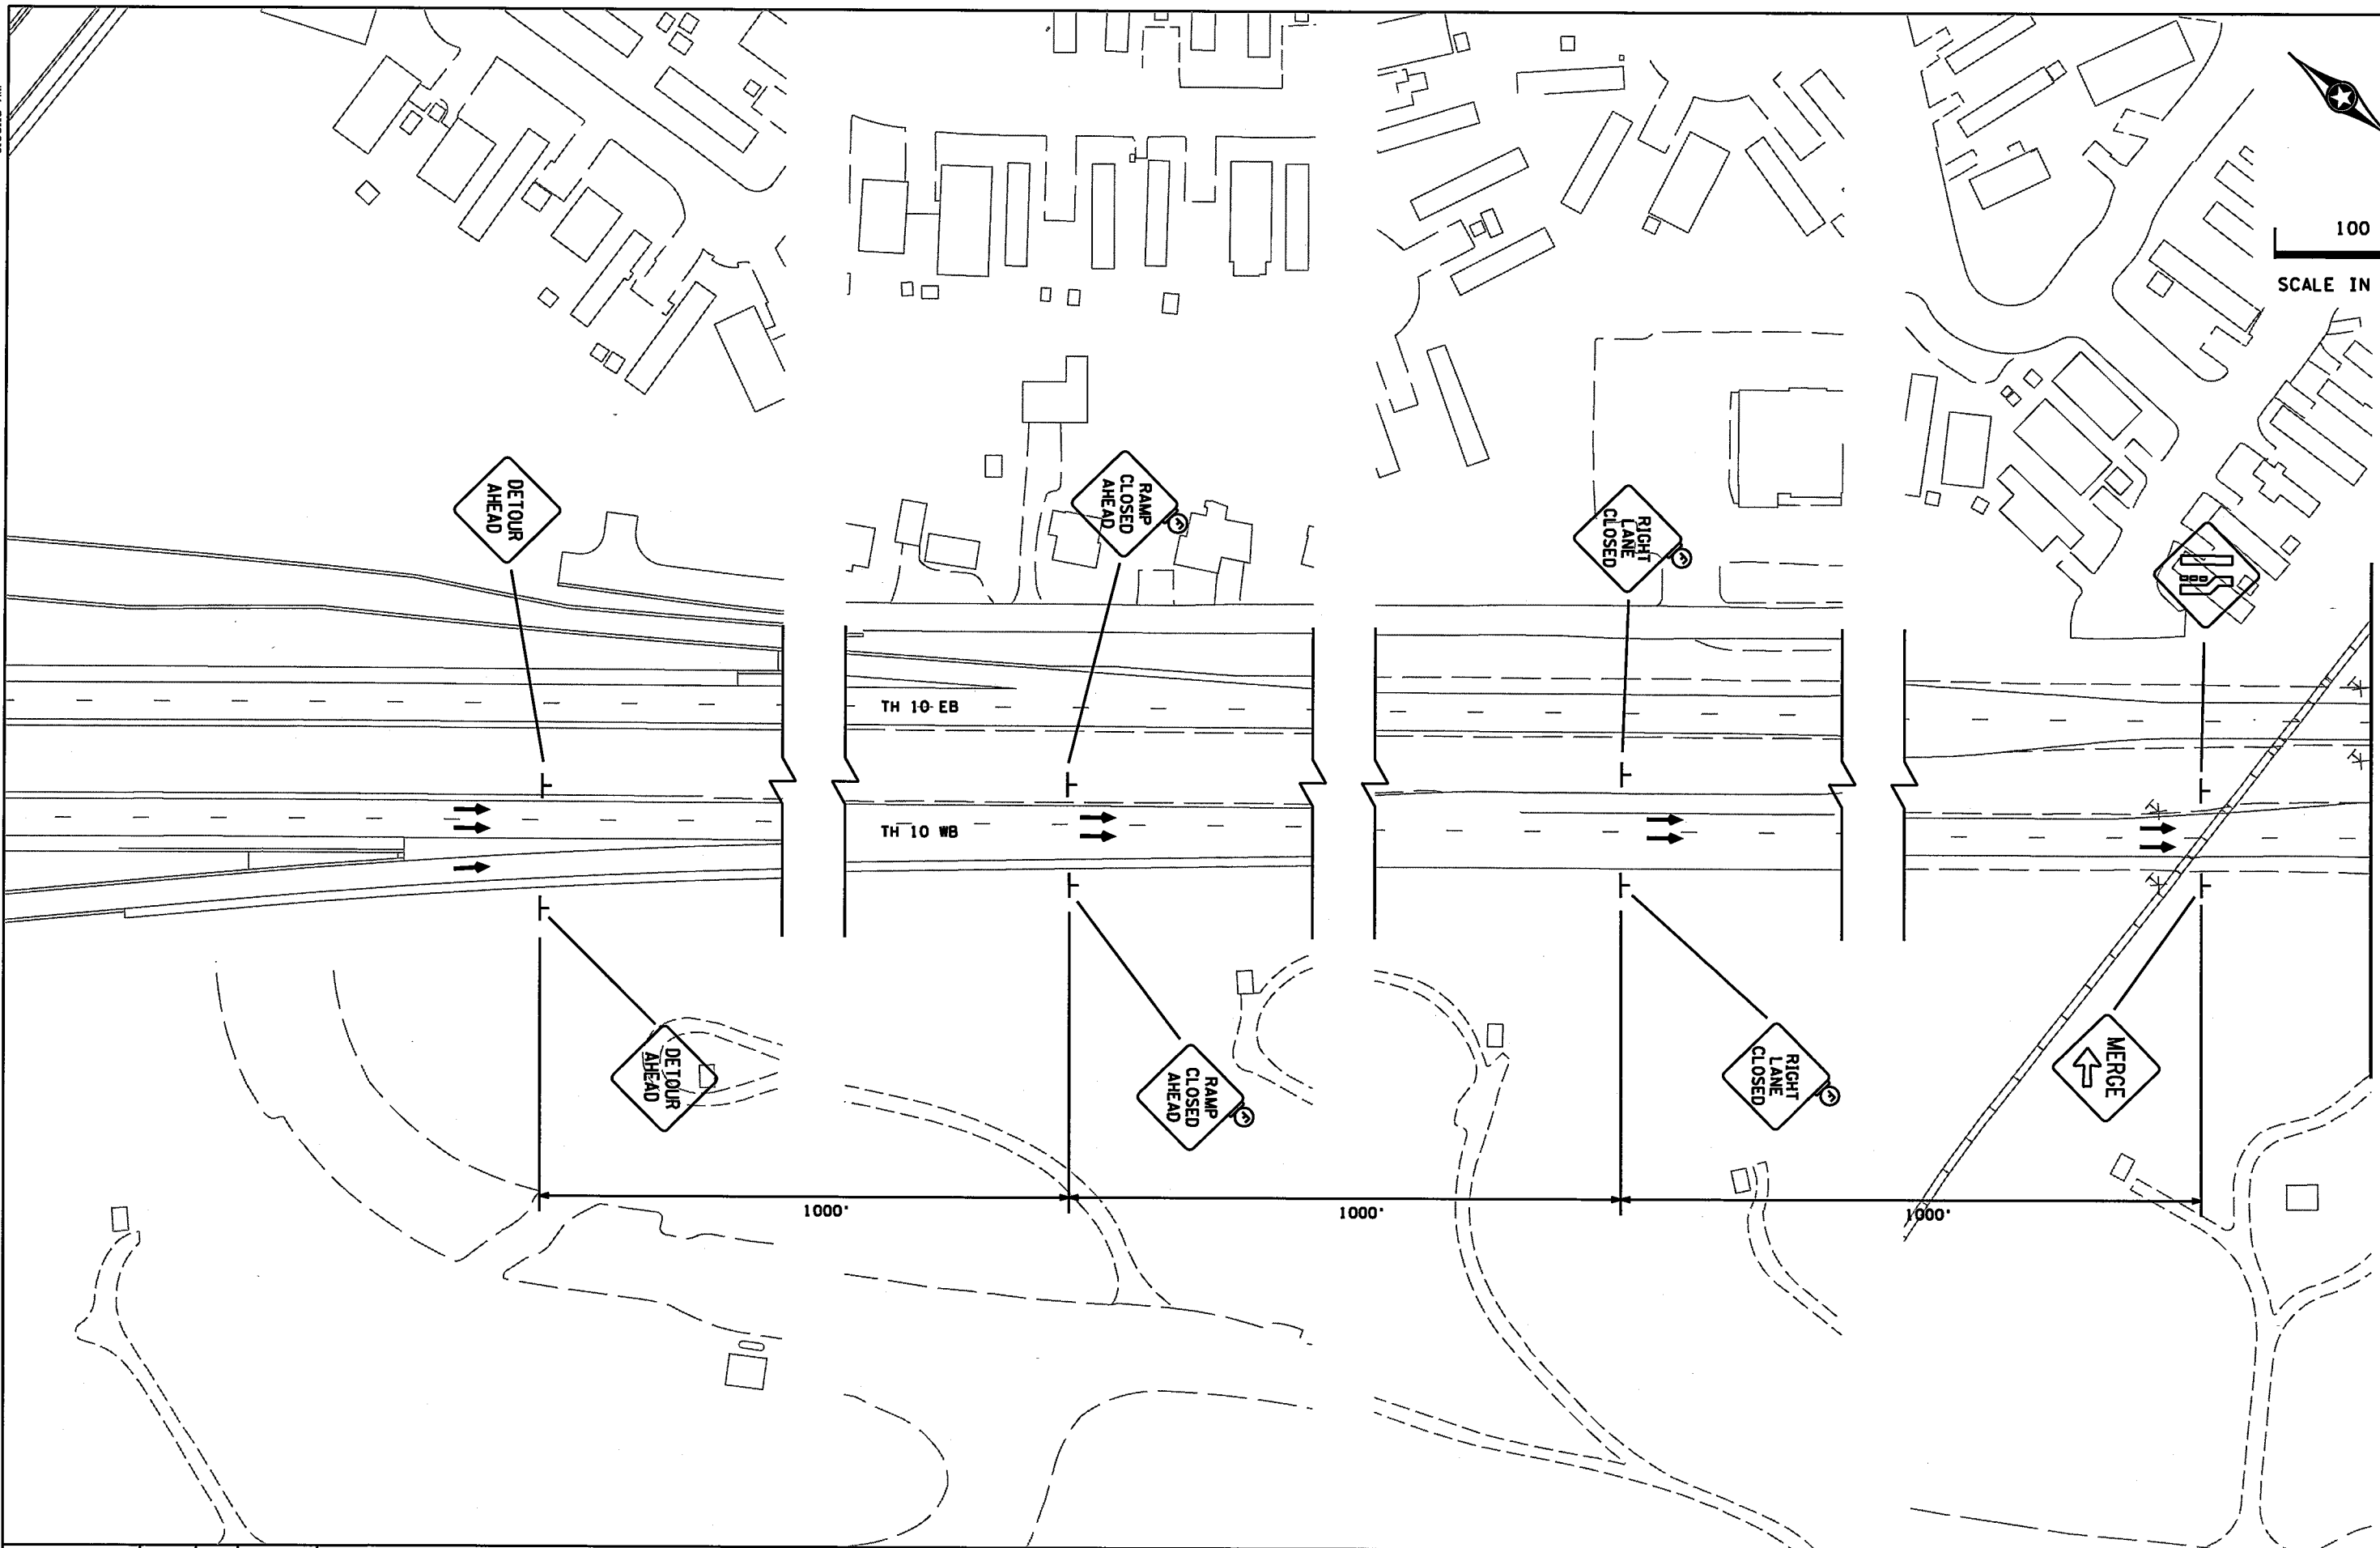 100
SCALE IN
DETOUR
AHEAD
RAMP
CLOSED
AHEAD
F
RIGHT
LANE
CLOSED
F
TH 10 EB
TH 10 WB
DETOUR
AHEAD
RAMP
CLOSED
AHEAD
F
RIGHT
LANE
CLOSED
F
MERGE
1000'
1000'
1000'